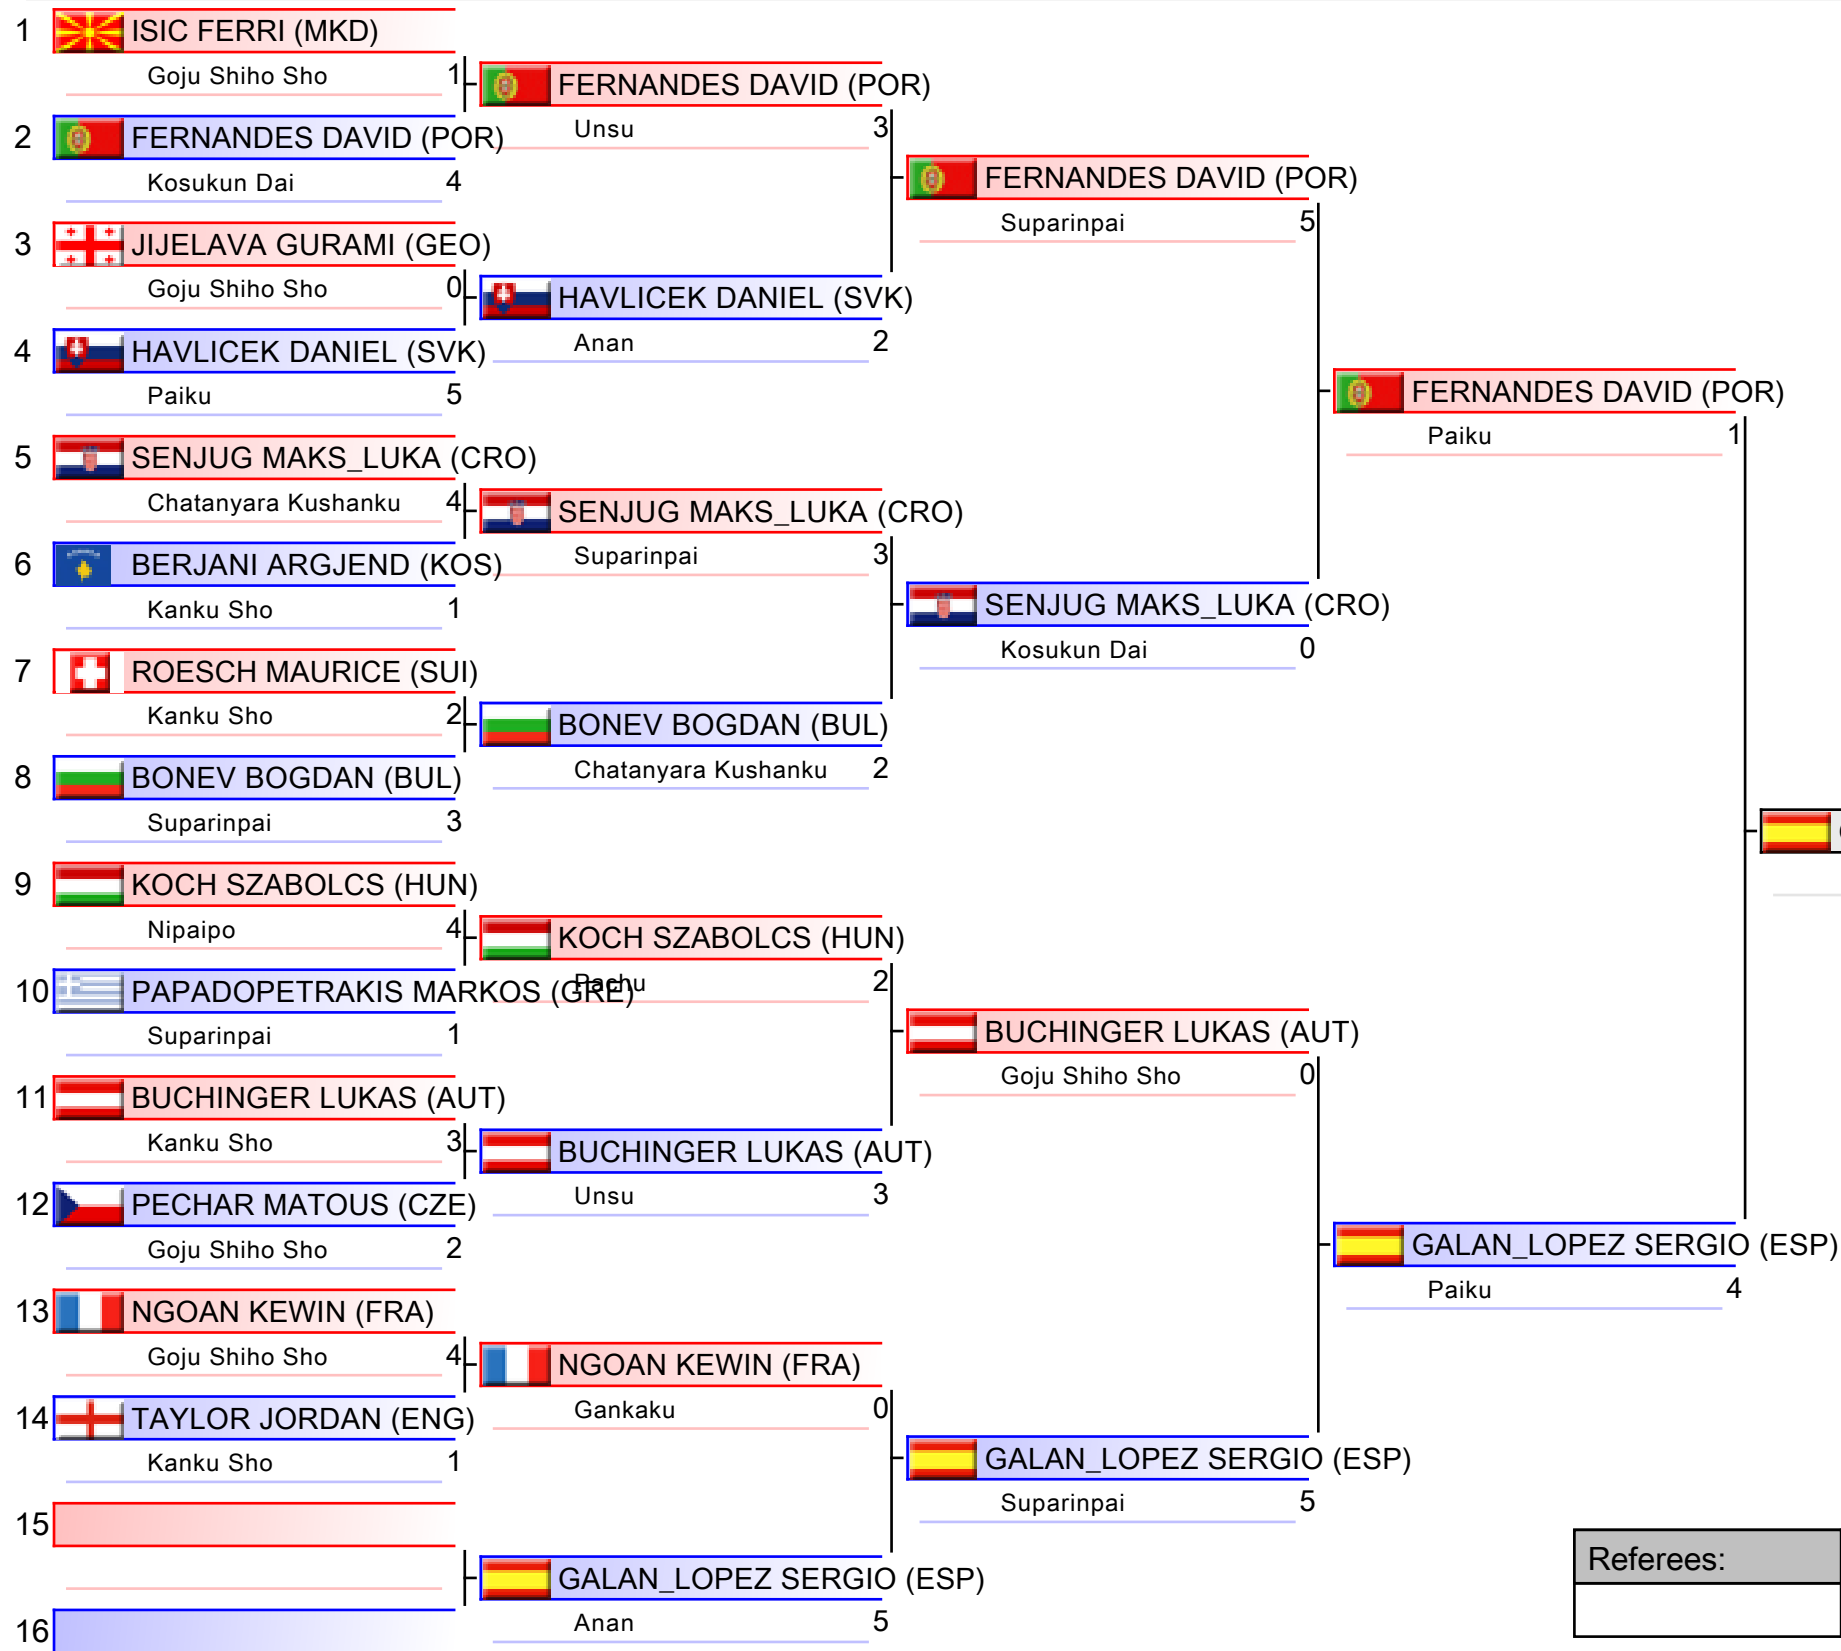 1 ISIC FERRI (MKD)
Goju Shiho Sho 1
2 FERNANDES DAVID (POR)
Kosukun Dai 4
3 JIJELAVA GURAMI (GEO)
Goju Shiho Sho 0
4 HAVLICEK DANIEL (SVK)
Paiku 5
5 SENJUG MAKS_LUKA (CRO)
Chatanyara Kushanku 4
6 BERJANI ARGJEND (KOS)
Kanku Sho 1
7 ROESCH MAURICE (SUI)
Kanku Sho 2
8 BONEV BOGDAN (BUL)
Suparinpai 3
9 KOCH SZABOLCS (HUN)
Nipaipo 4
10 PAPADOPETRAKIS MARKOS (GRE)
Suparinpai 1
11 BUCHINGER LUKAS (AUT)
Kanku Sho 3
12 PECHAR MATOUS (CZE)
Goju Shiho Sho 2
13 NGOAN KEWIN (FRA)
Goju Shiho Sho 4
14 TAYLOR JORDAN (ENG)
Kanku Sho 1
15
16
FERNANDES DAVID (POR)
Unsu 3
HAVLICEK DANIEL (SVK)
Anan 2
SENJUG MAKS_LUKA (CRO)
Suparinpai 3
BONEV BOGDAN (BUL)
Chatanyara Kushanku 2
KOCH SZABOLCS (HUN)
Pachu 2
BUCHINGER LUKAS (AUT)
Unsu 3
NGOAN KEWIN (FRA)
Gankaku 0
GALAN_LOPEZ SERGIO (ESP)
Anan 5
FERNANDES DAVID (POR)
Suparinpai 5
SENJUG MAKS_LUKA (CRO)
Kosukun Dai 0
BUCHINGER LUKAS (AUT)
Goju Shiho Sho 0
GALAN_LOPEZ SERGIO (ESP)
Suparinpai 5
FERNANDES DAVID (POR)
Paiku 1
GALAN_LOPEZ SERGIO (ESP)
Paiku 4
Referees: